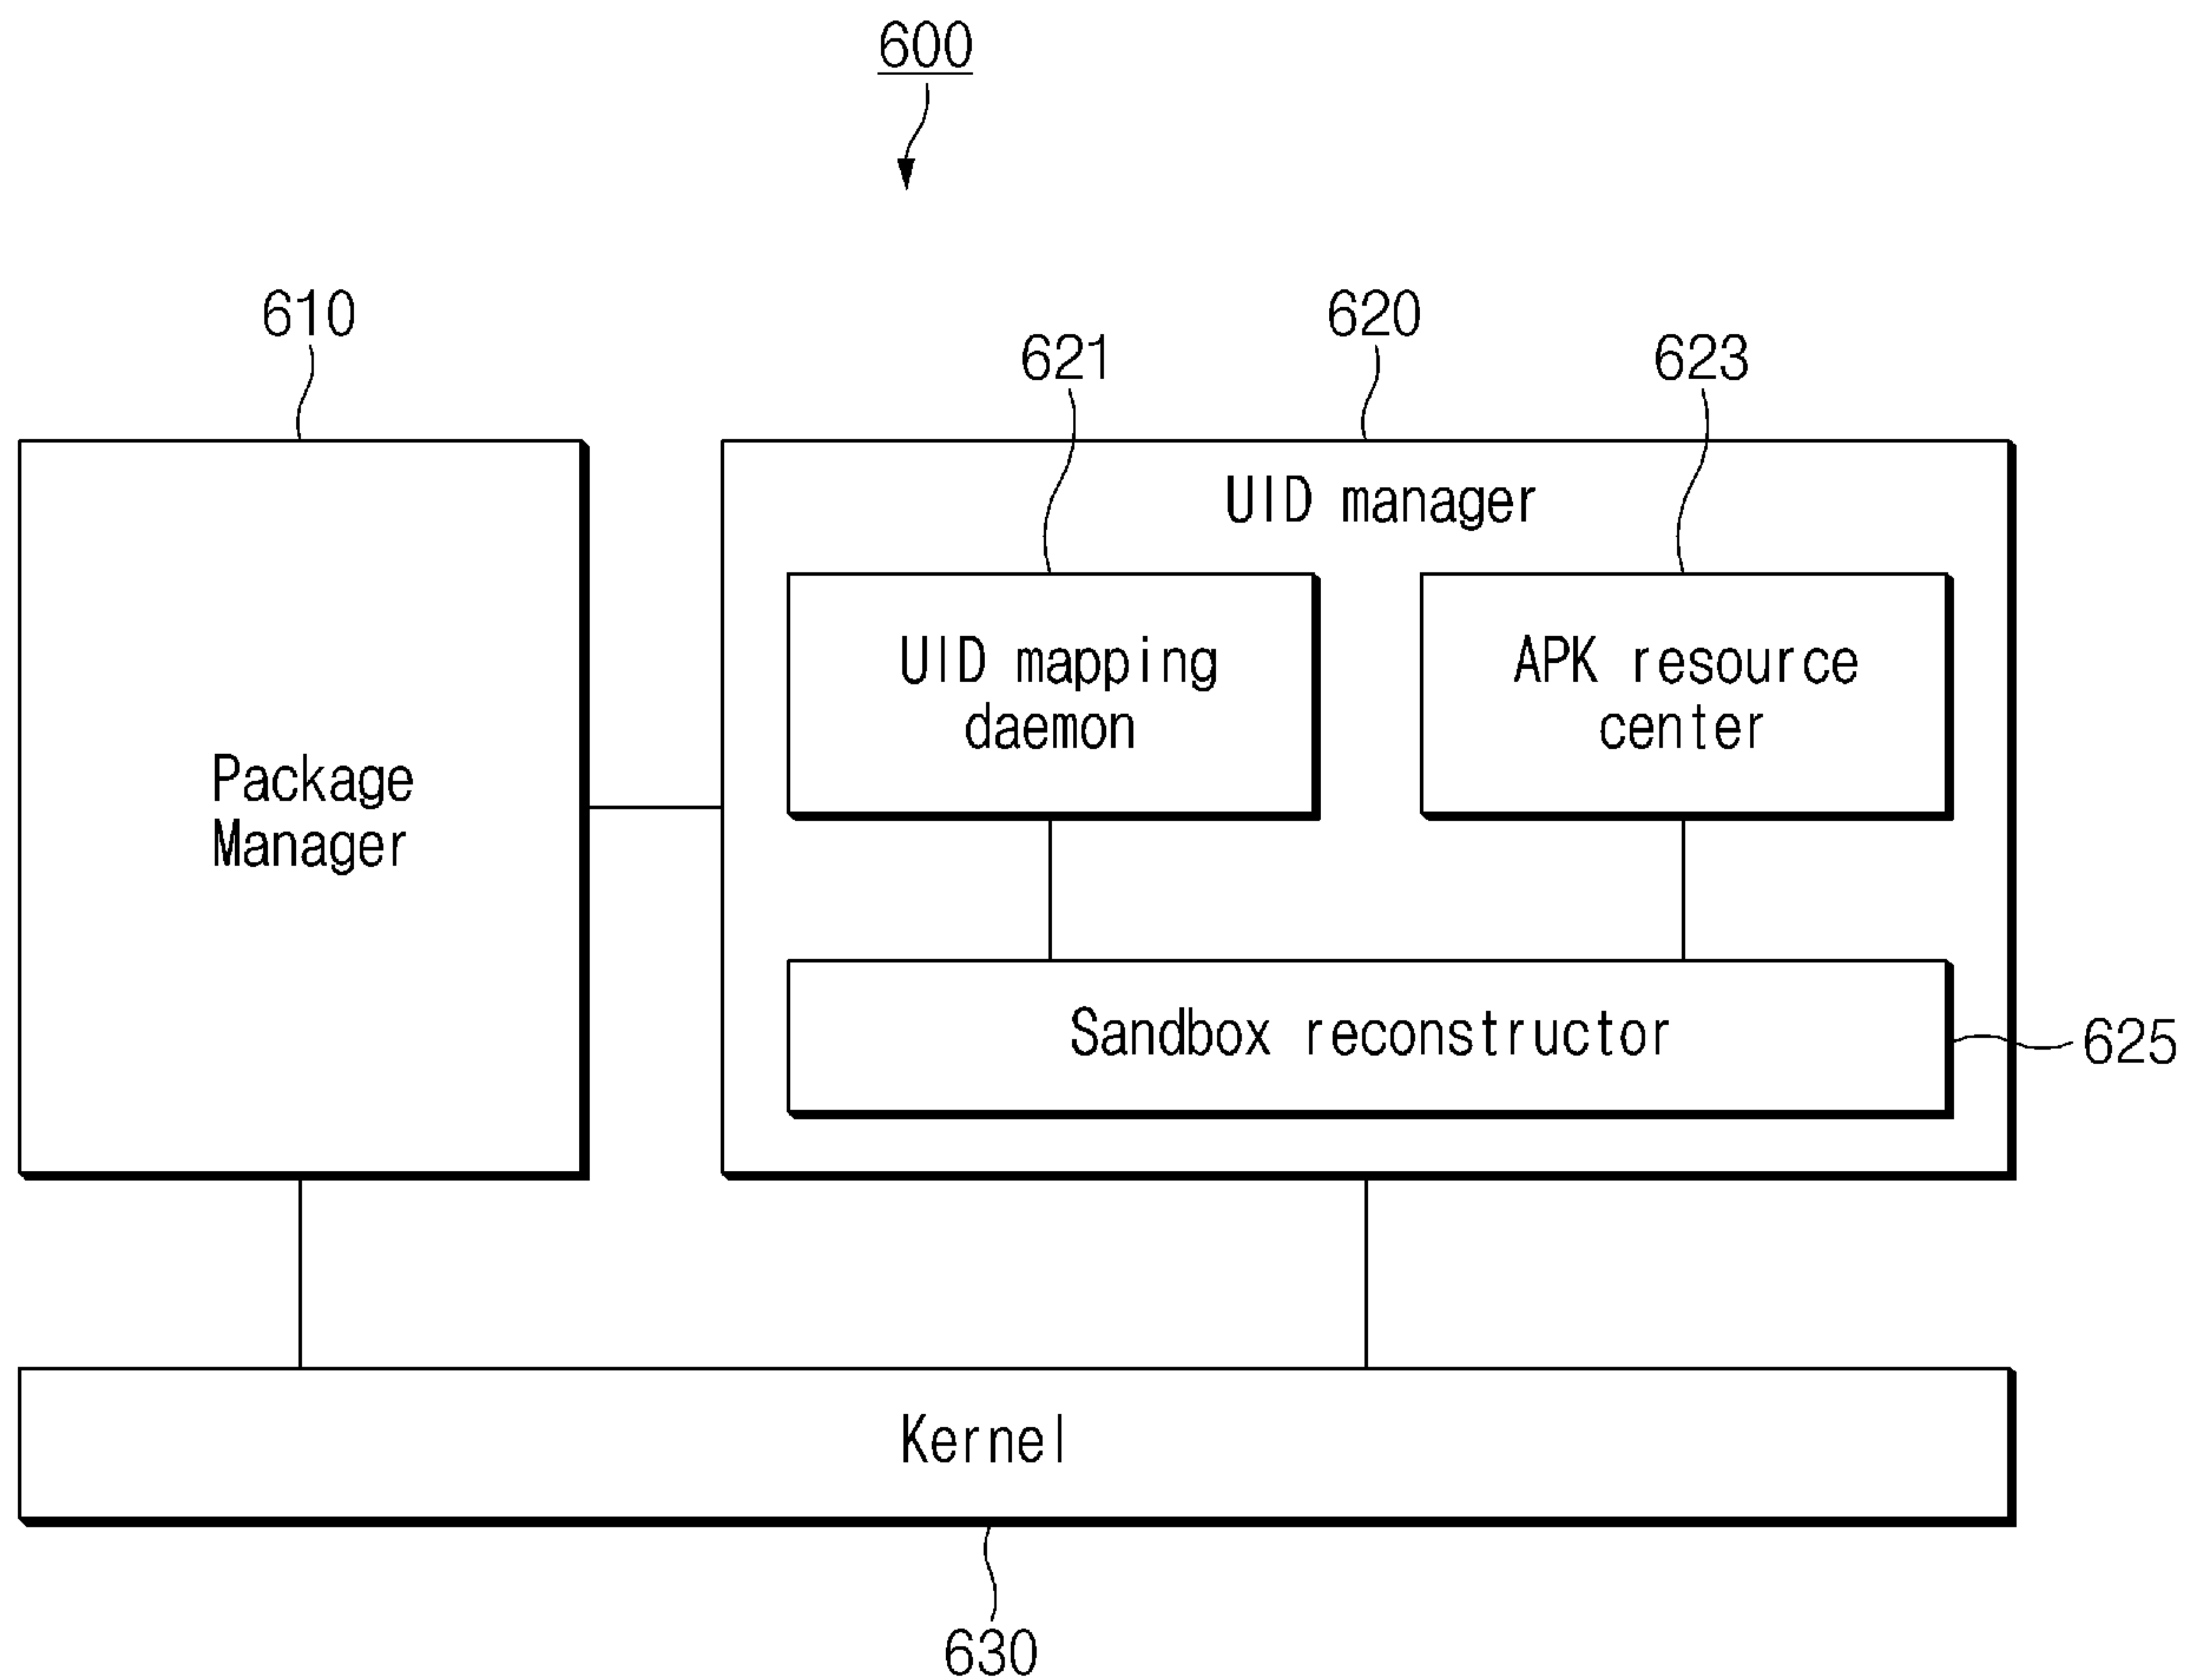 600
610
620
621
623
UID manager
UID mapping
daemon
APK resource
center
Package
Manager
Sandbox reconstructor
625
Kernel
630